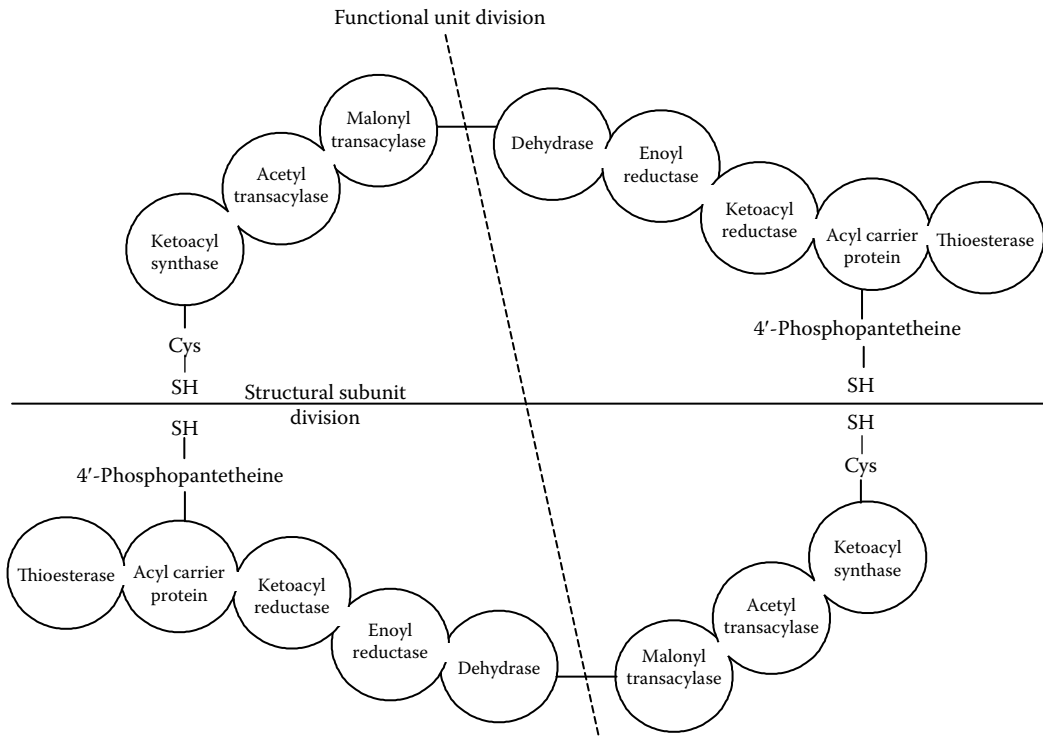 Functional unit division
Malonyl
transacylase
Acetyl
transacylase
Ketoacyl
synthase
Cys
SH
Dehydrase
Enoyl
reductase
Ketoacyl
reductase
Acyl carrier
protein
Thioesterase
4′-Phosphopantetheine
SH
Structural subunit
division
SH
4′-Phosphopantetheine
Thioesterase
Acyl carrier
protein
Ketoacyl
reductase
Enoyl
reductase
Dehydrase
SH
Cys
Ketoacyl
synthase
Acetyl
transacylase
Malonyl
transacylase